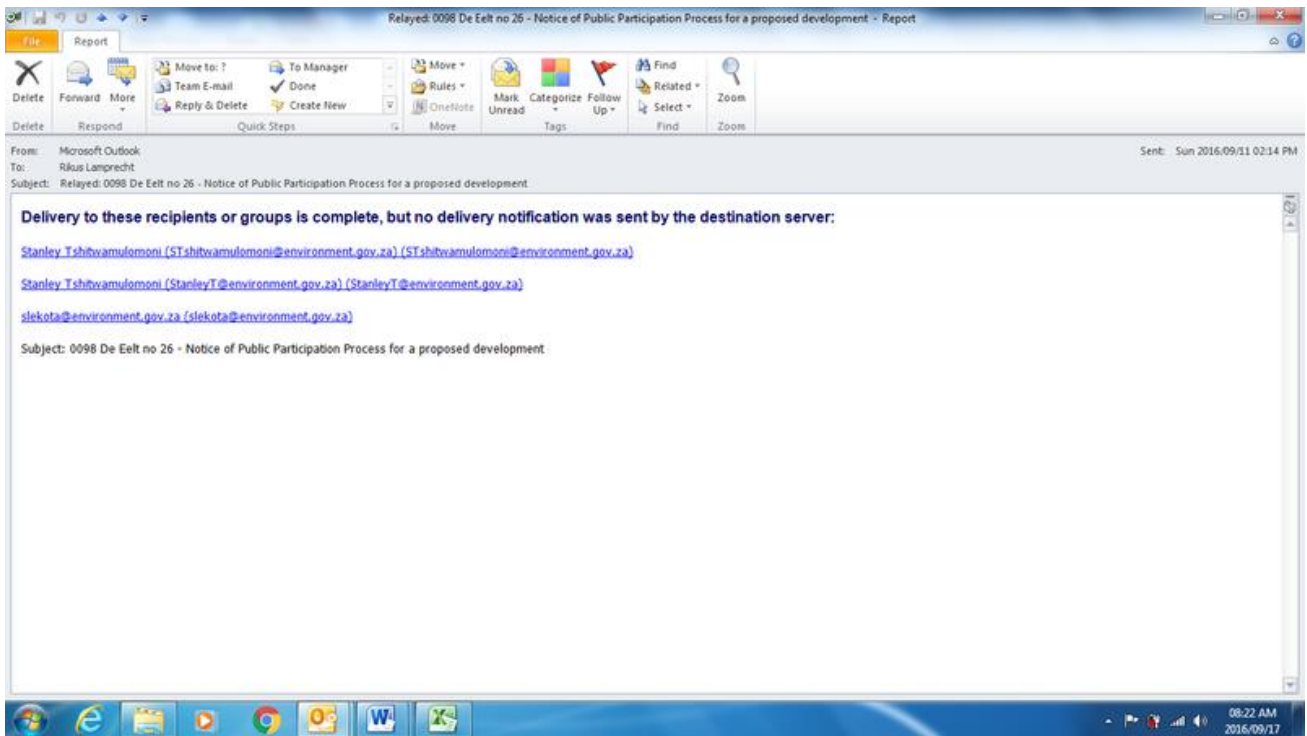 Relayed: 0098 De Eelt no 26 - Notice of Public Participation Process for a proposed development - Report
File Report
Delete Forward More
Move to: ? To Manager
Team E-mail Done
Reply & Delete Create New
Move
Rules
OneNote
Mark Unread Categorize Follow Up
Find
Related
Select
Zoom
Delete Respond Quick Steps Move Tags Find Zoom
From: Microsoft Outlook Sent: Sun 2016/09/11 02:14 PM
To: Rikus Lamprecht
Subject: Relayed: 0098 De Eelt no 26 - Notice of Public Participation Process for a proposed development
Delivery to these recipients or groups is complete, but no delivery notification was sent by the destination server:
Stanley Tshitwamulomoni (STshitwamulomoni@environment.gov.za) (STshitwamulomoni@environment.gov.za)
Stanley Tshitwamulomoni (StanleyT@environment.gov.za) (StanleyT@environment.gov.za)
slekota@environment.gov.za (slekota@environment.gov.za)
Subject: 0098 De Eelt no 26 - Notice of Public Participation Process for a proposed development
08:22 AM
2016/09/17